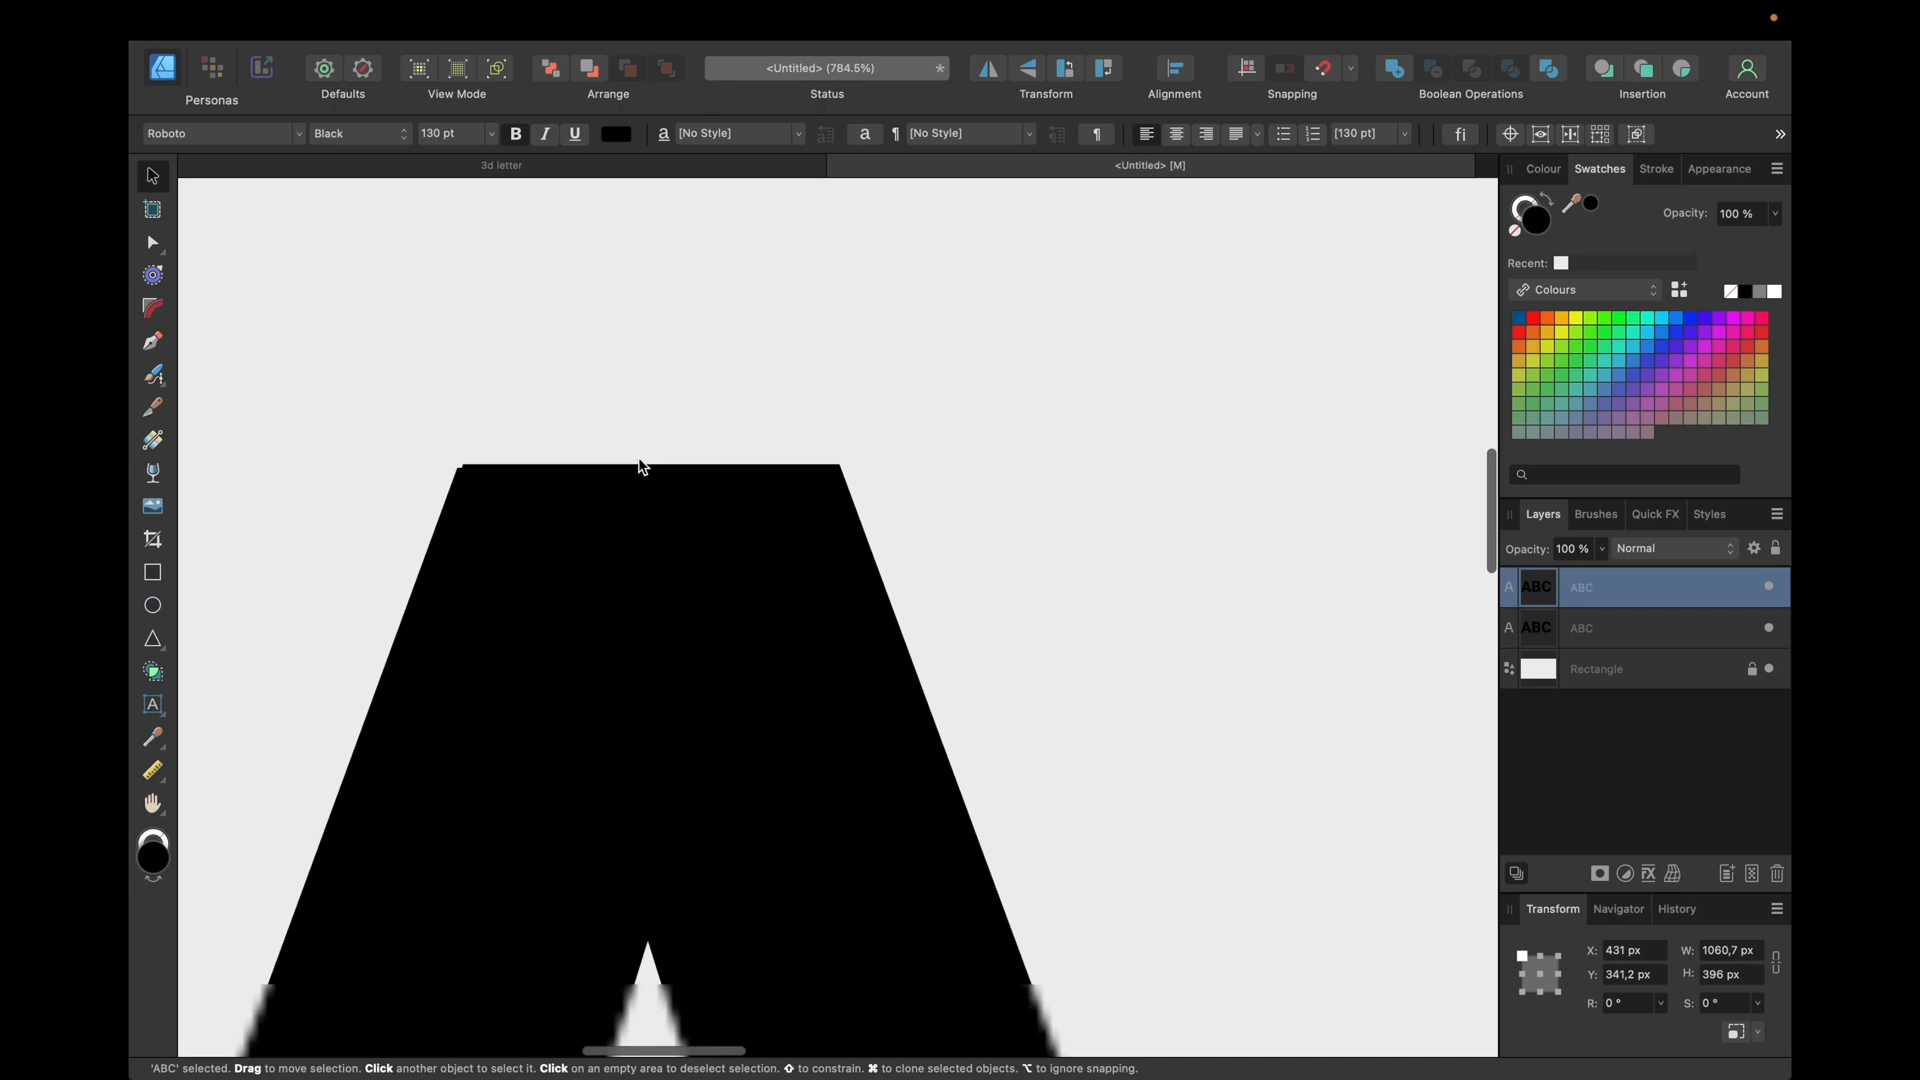 <Untitled> (784.5%)
*
Personas
Defaults
View Mode
Arrange
Status
Transform
Alignment
Snapping
Boolean Operations
Insertion
Account
Roboto
Black
130 pt
B
I
U
a
[No Style]
a
¶
[No Style]
¶
[130 pt]
fi
3d letter
<Untitled> [M]
Colour
Swatches
Stroke
Appearance
Opacity:
100 %
Recent:
Colours
Layers
Brushes
Quick FX
Styles
Opacity:
100 %
Normal
A
ABC
ABC
A
ABC
ABC
Rectangle
A
Transform
Navigator
History
X:
431 px
W:
1060,7 px
Y:
341,2 px
H:
396 px
R:
0 °
S:
0 °
'ABC' selected. Drag to move selection. Click another object to select it. Click on an empty area to deselect selection. ⇧ to constrain. ⌘ to clone selected objects. ⌥ to ignore snapping.